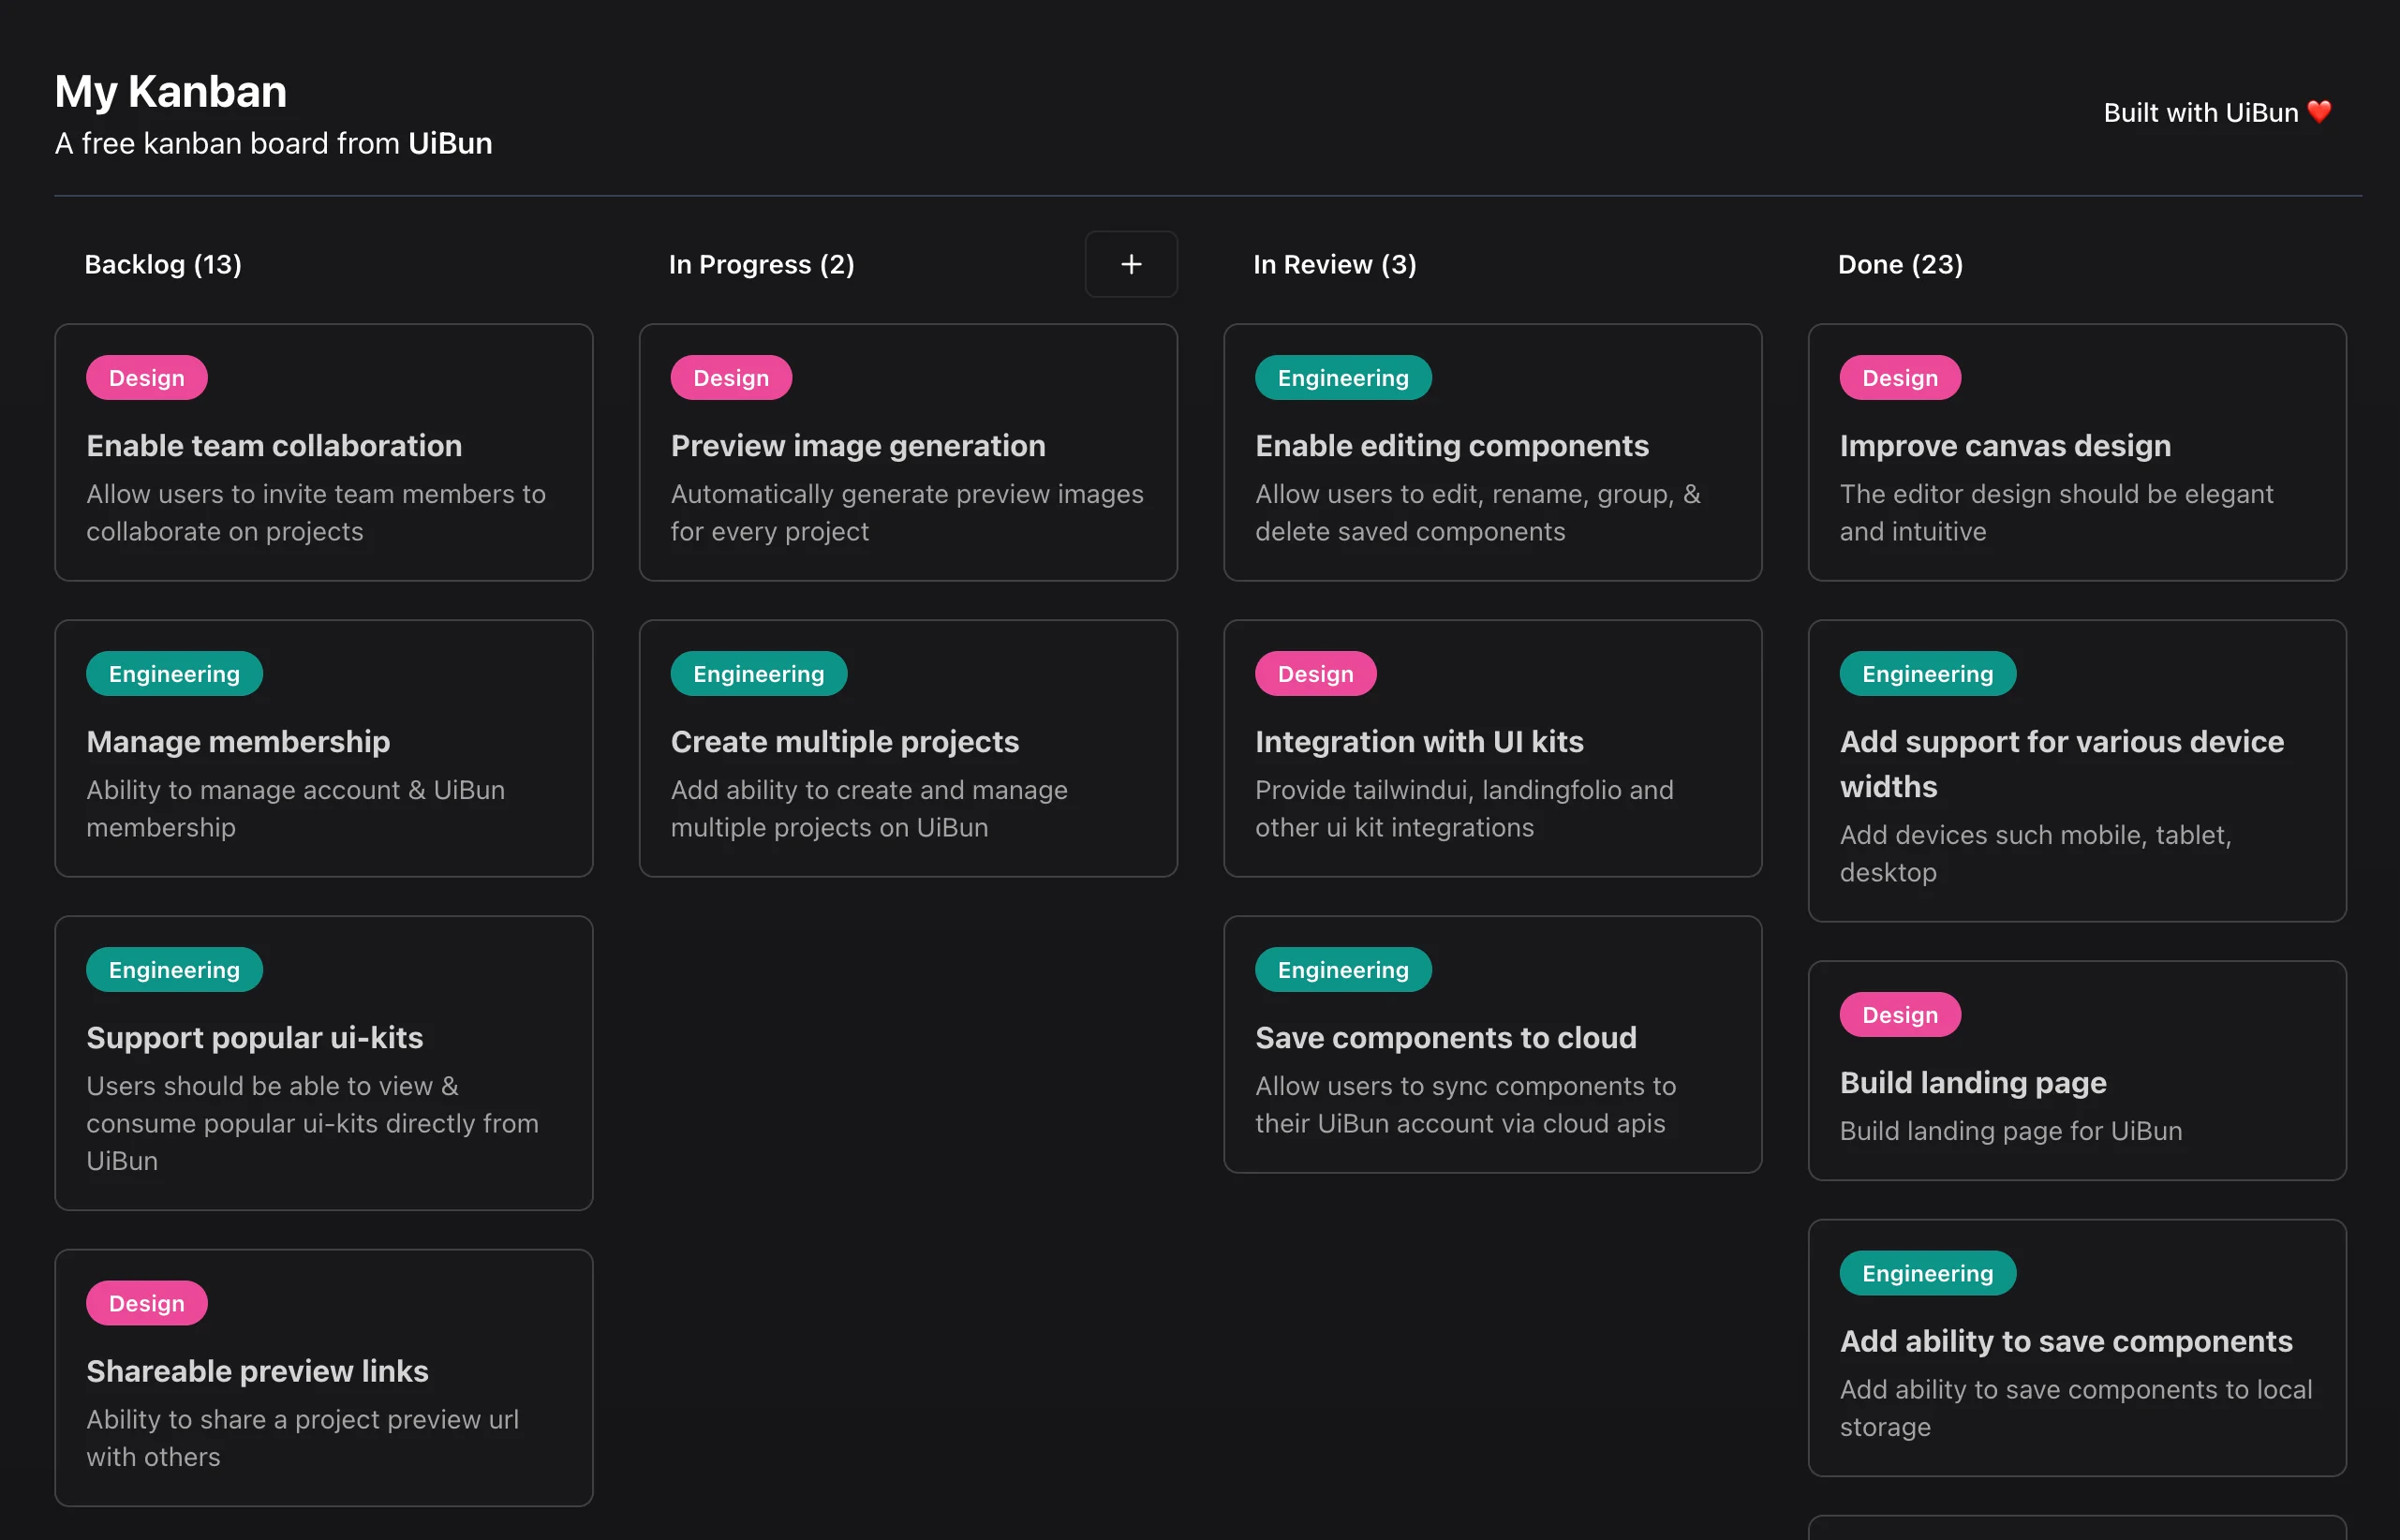 My Kanban
A free kanban board from UiBun
Built with UiBun ❤️
Backlog (13)
Design
Enable team collaboration
Allow users to invite team members to
collaborate on projects
Engineering
Manage membership
Ability to manage account & UiBun
membership
Engineering
Support popular ui-kits
Users should be able to view &
consume popular ui-kits directly from
UiBun
Design
Shareable preview links
Ability to share a project preview url
with others
In Progress (2)
+
Design
Preview image generation
Automatically generate preview images
for every project
Engineering
Create multiple projects
Add ability to create and manage
multiple projects on UiBun
In Review (3)
Engineering
Enable editing components
Allow users to edit, rename, group, &
delete saved components
Design
Integration with UI kits
Provide tailwindui, landingfolio and
other ui kit integrations
Engineering
Save components to cloud
Allow users to sync components to
their UiBun account via cloud apis
Done (23)
Design
Improve canvas design
The editor design should be elegant
and intuitive
Engineering
Add support for various device
widths
Add devices such mobile, tablet,
desktop
Design
Build landing page
Build landing page for UiBun
Engineering
Add ability to save components
Add ability to save components to local
storage